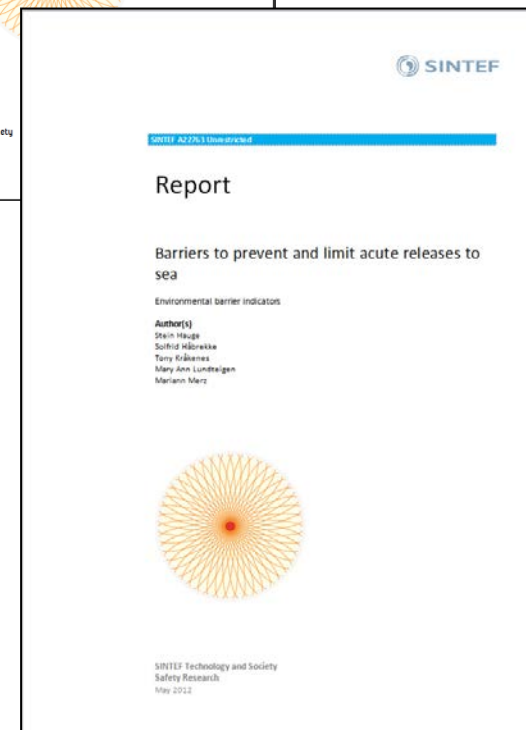 SINTEF
ety
SINTEF A22763 Unrestricted
Report
Barriers to prevent and limit acute releases to
sea
Environmental barrier indicators
Author(s)
Stein Hauge
Solfrid Håbrekke
Tony Kråkenes
Mary Ann Lundteigen
Mariann Merz
SINTEF Technology and Society
Safety Research
May 2012